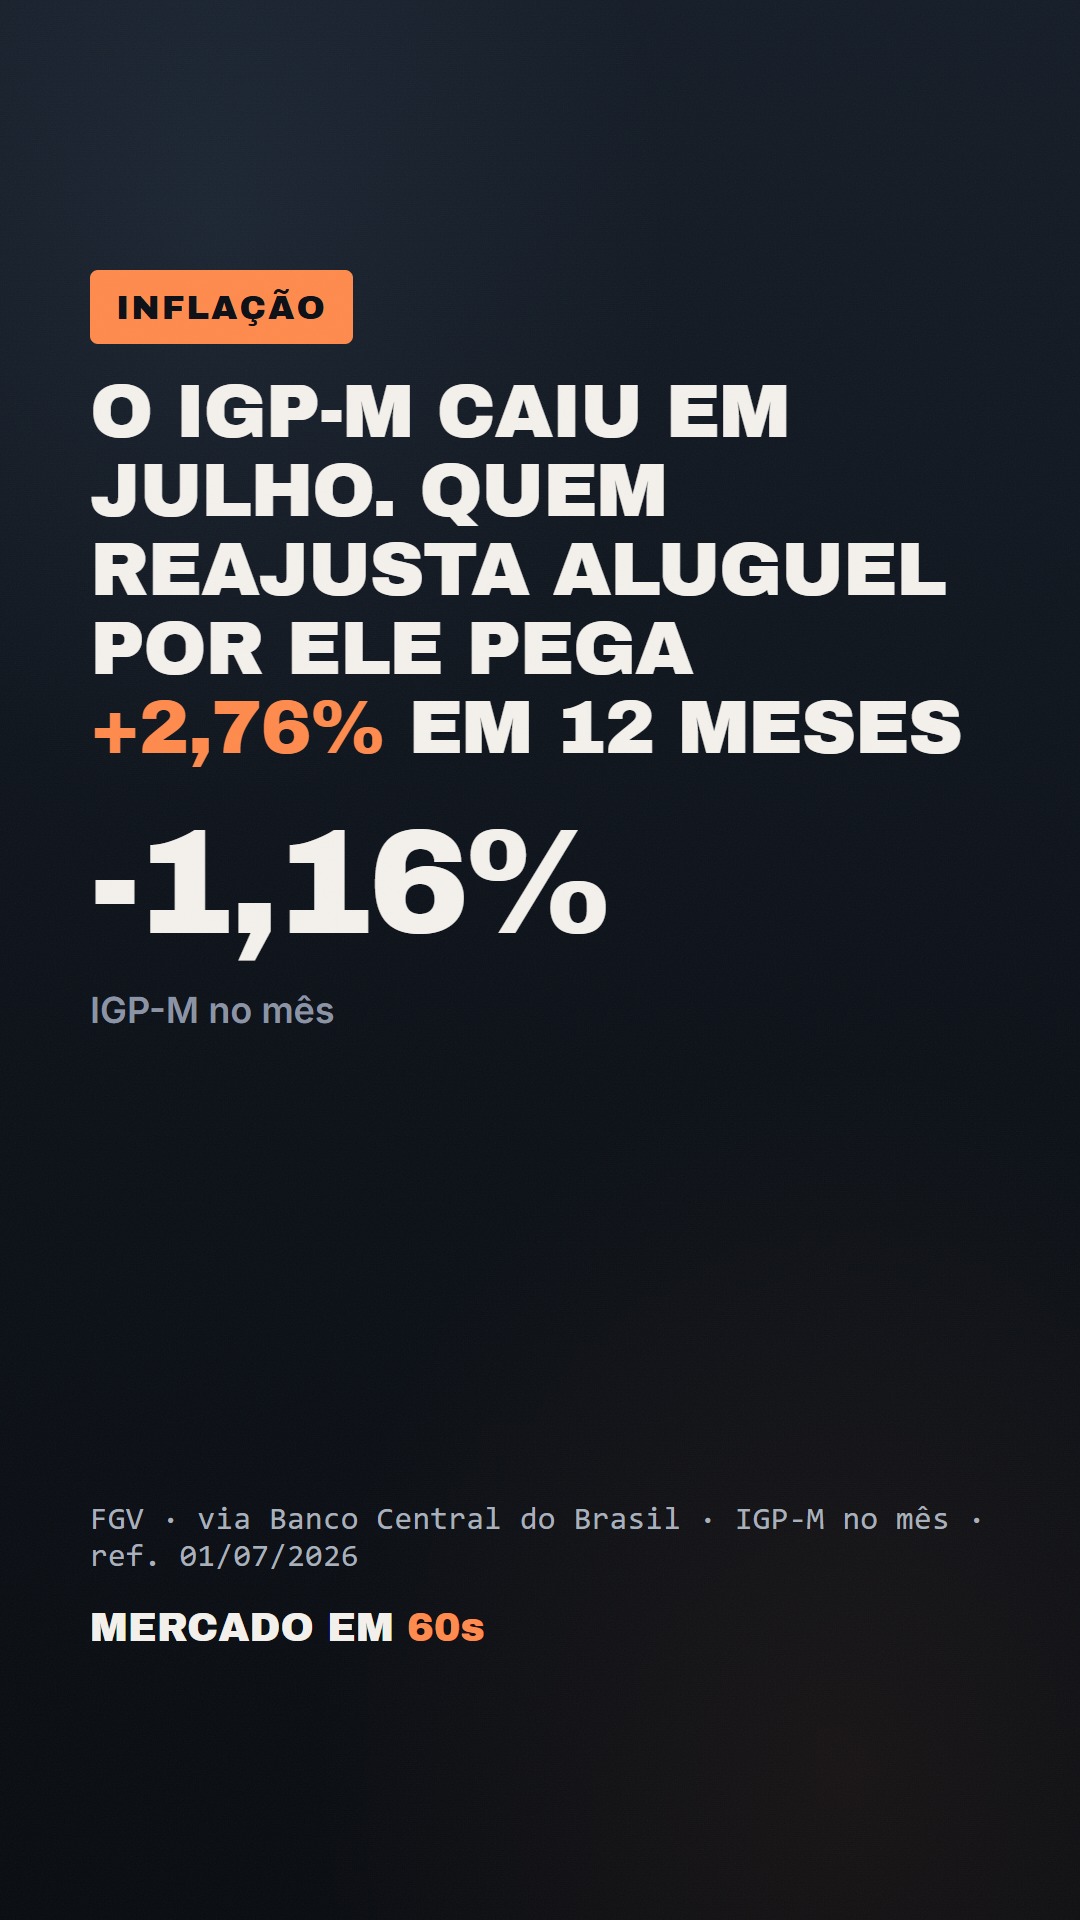 INFLAÇÃO
O IGP-M CAIU EM
JULHO. QUEM
REAJUSTA ALUGUEL
POR ELE PEGA
+2,76% EM 12 MESES
-1,16%
IGP-M no mês
FGV · via Banco Central do Brasil · IGP-M no mês ·
ref. 01/07/2026
MERCADO EM 60s